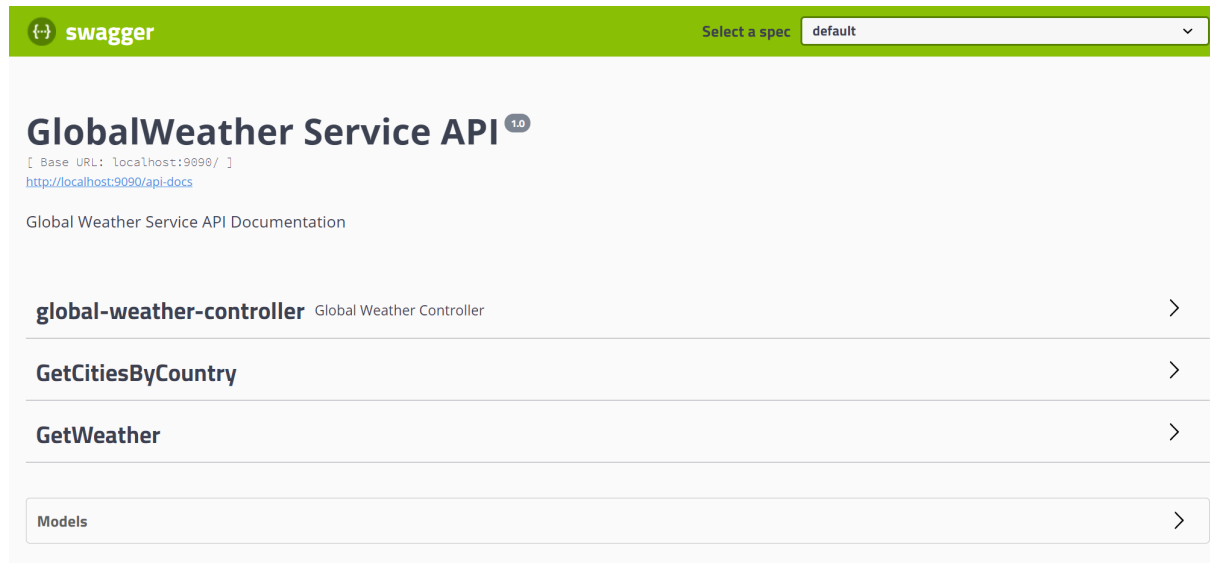 {...} swagger
Select a spec default
GlobalWeather Service API 1.0
[ Base URL: localhost:9090/ ]
http://localhost:9090/api-docs
Global Weather Service API Documentation
global-weather-controller Global Weather Controller
GetCitiesByCountry
GetWeather
Models